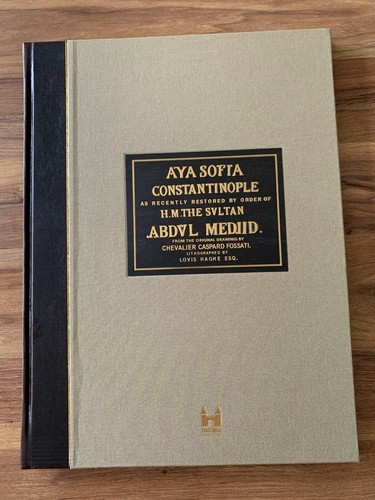 AYA SOFIA
CONSTANTINOPLE
AS RECENTLY RESTORED BY ORDER OF
H.M. THE SVLTAN
ABDVL MEDJID.
FROM THE ORIGINAL DRAWINGS BY
CHEVALIER CASPARD FOSSATI.
LITHOGRAPHED BY
LOVIS HAGHE ESQ.